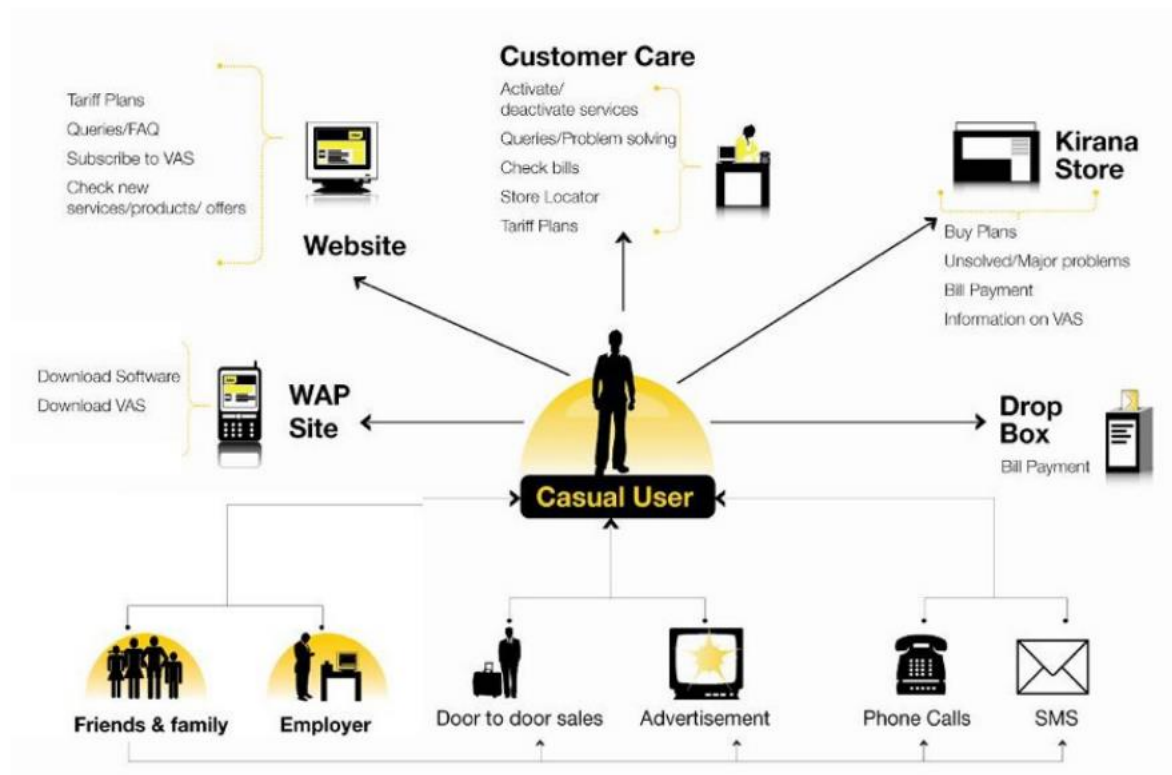 Customer Care
Activate/
deactivate services
Queries/Problem solving
Check bills
Store Locator
Tariff Plans
Tariff Plans
Queries/FAQ
Subscribe to VAS
Check new
services/products/ offers
Website
Kirana
Store
Buy Plans
Unsolved/Major problems
Bill Payment
Information on VAS
Download Software
Download VAS
WAP
Site
Drop
Box
Bill Payment
Casual User
Friends & family
Employer
Door to door sales
Advertisement
Phone Calls
SMS